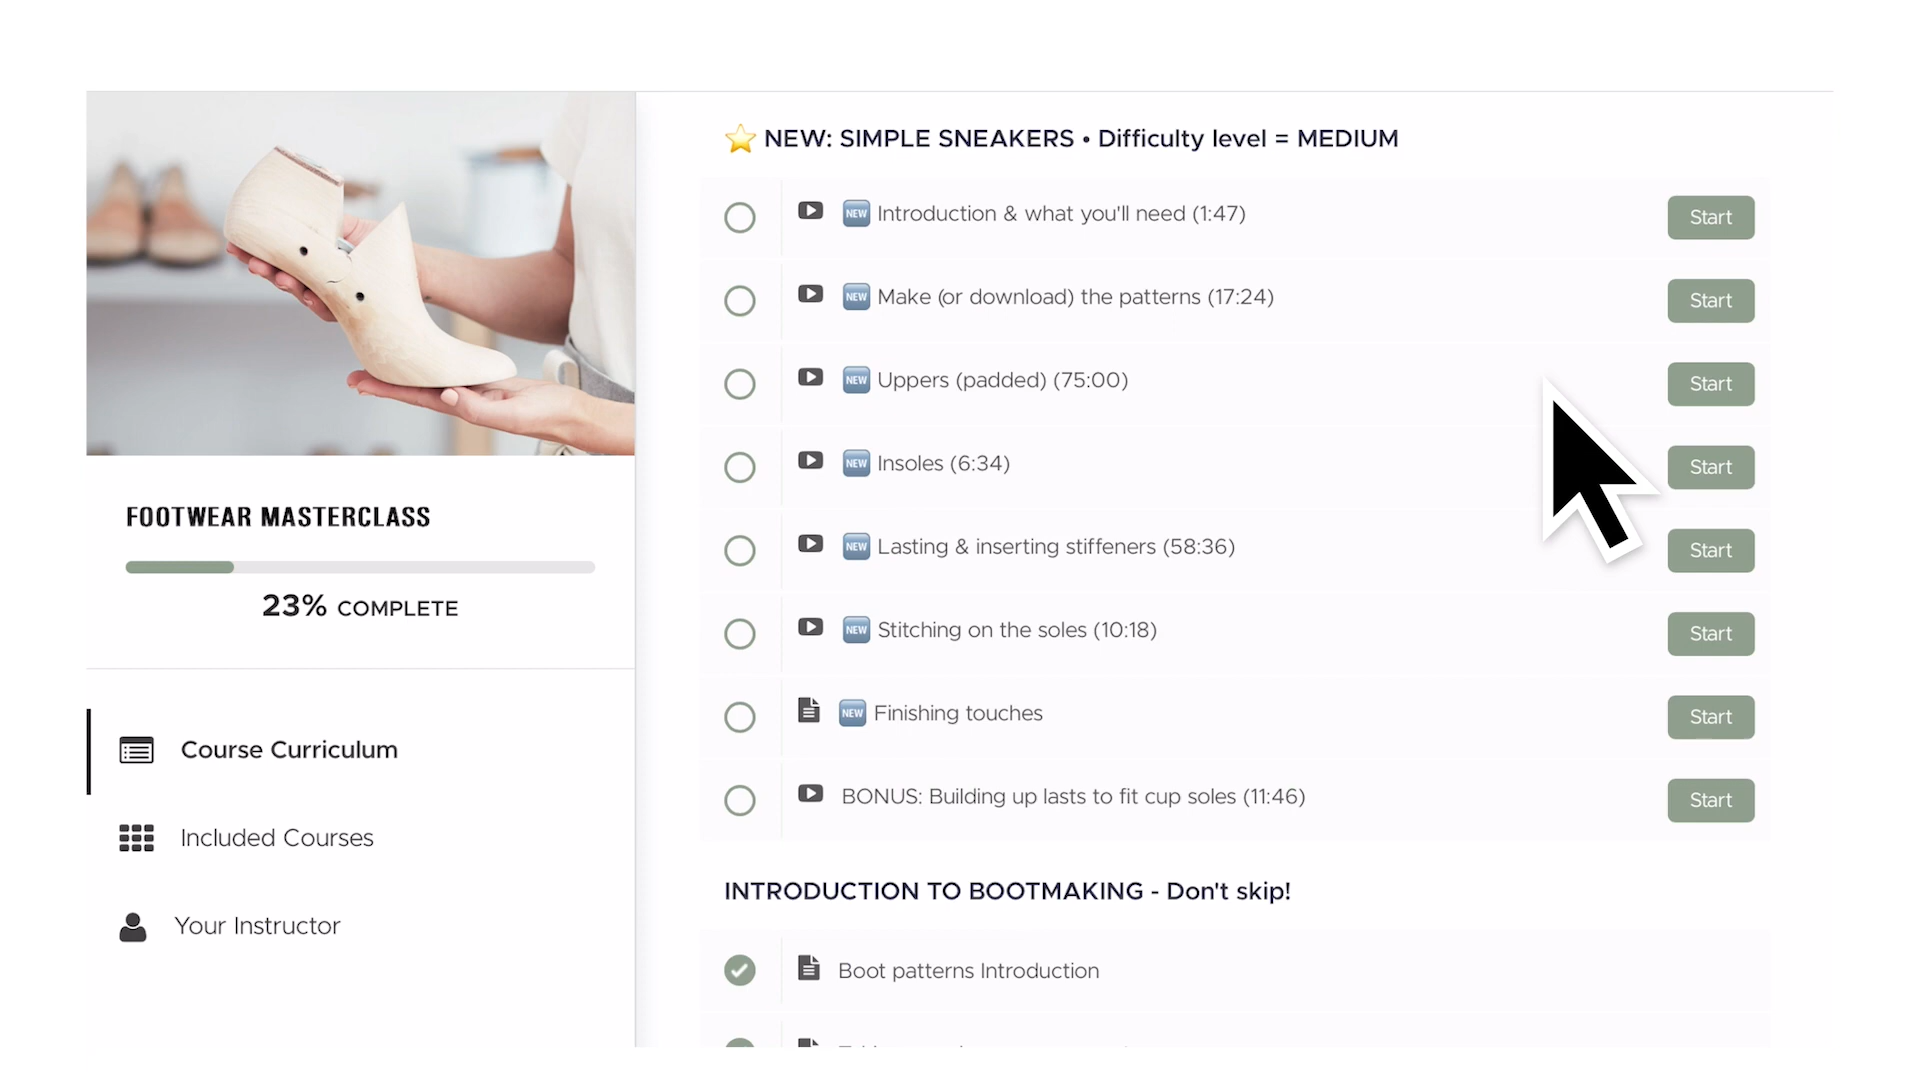 ⭐ NEW: SIMPLE SNEAKERS • Difficulty level = MEDIUM
NEW Introduction & what you'll need (1:47) Start
NEW Make (or download) the patterns (17:24) Start
NEW Uppers (padded) (75:00) Start
NEW Insoles (6:34) Start
NEW Lasting & inserting stiffeners (58:36) Start
NEW Stitching on the soles (10:18) Start
NEW Finishing touches Start
BONUS: Building up lasts to fit cup soles (11:46) Start
INTRODUCTION TO BOOTMAKING - Don't skip!
Boot patterns Introduction
FOOTWEAR MASTERCLASS
23% COMPLETE
Course Curriculum
Included Courses
Your Instructor